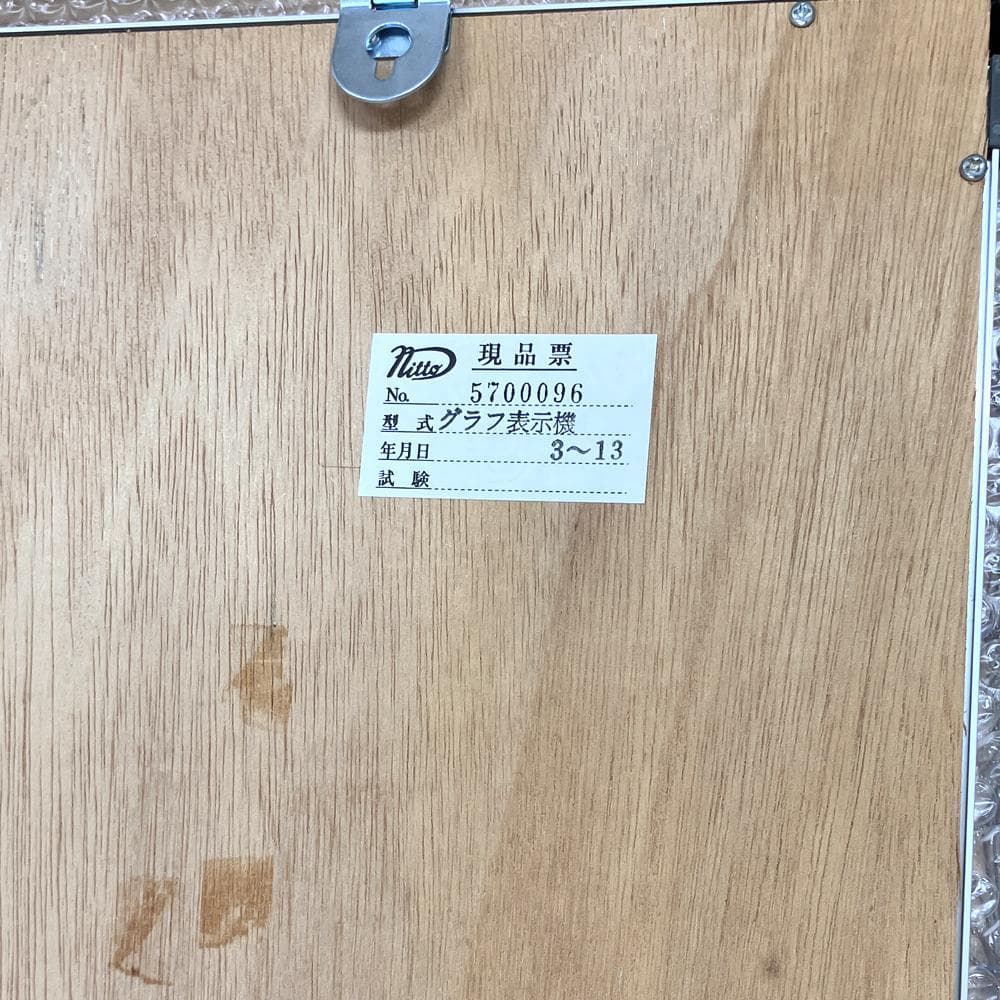 Nitto 現品票
No. 5700096
型式 グラフ表示機
年月日 3〜13
試験